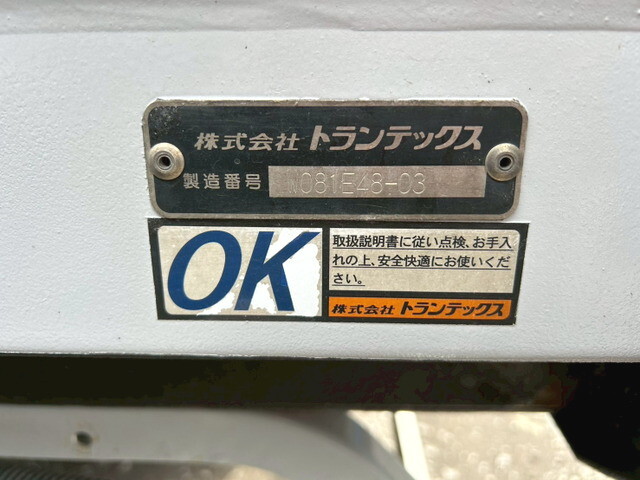 株式会社 トランテックス
製造番号 W081E48-03
OK
取扱説明書に従い点検、お手入
れの上、安全快適にお使いくだ
さい。
株式会社 トランテックス